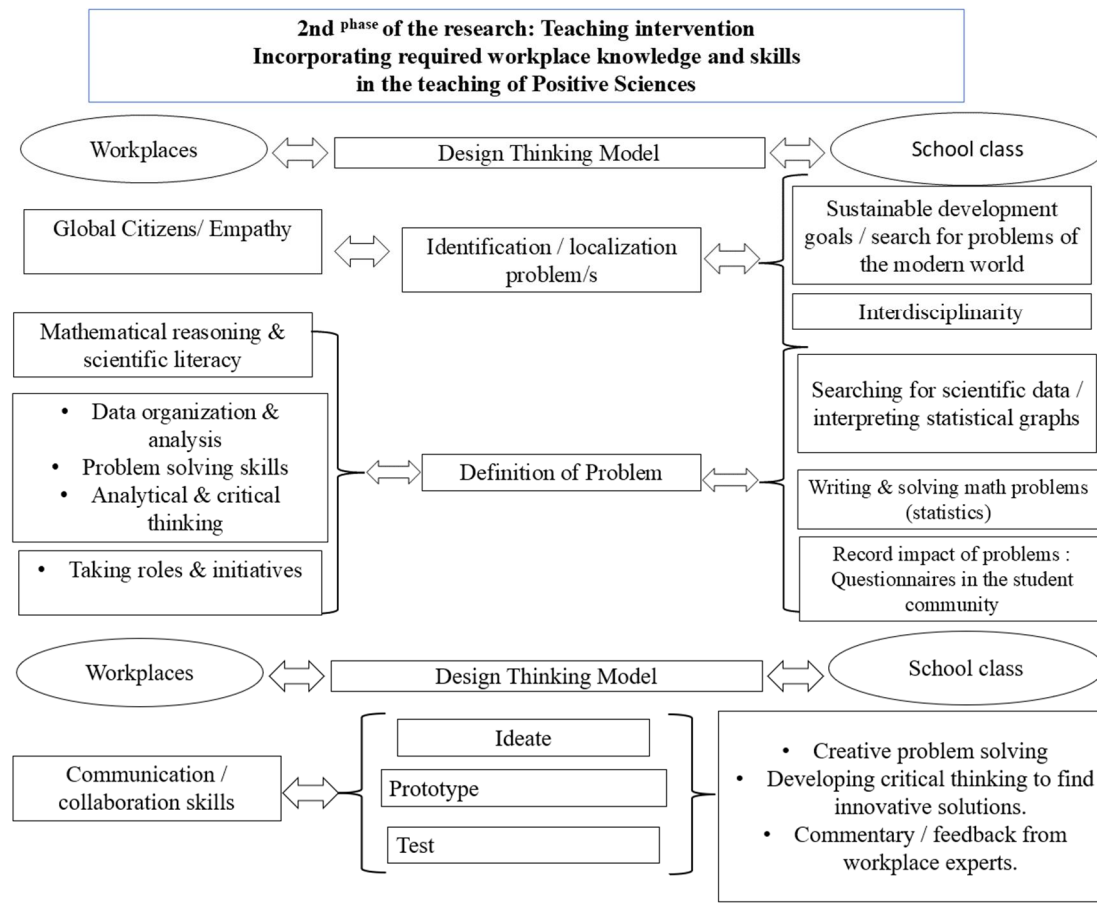 2nd phase of the research: Teaching intervention
Incorporating required workplace knowledge and skills
in the teaching of Positive Sciences
Workplaces
Design Thinking Model
School class
Global Citizens/ Empathy
Identification / localization
problem/s
Sustainable development
goals / search for problems of
the modern world
Interdisciplinarity
Mathematical reasoning &
scientific literacy
• Data organization &
analysis
• Problem solving skills
• Analytical & critical
thinking
• Taking roles & initiatives
Definition of Problem
Searching for scientific data /
interpreting statistical graphs
Writing & solving math problems
(statistics)
Record impact of problems :
Questionnaires in the student
community
Workplaces
Design Thinking Model
School class
Communication /
collaboration skills
Ideate
Prototype
Test
• Creative problem solving
• Developing critical thinking to find
innovative solutions.
• Commentary / feedback from
workplace experts.